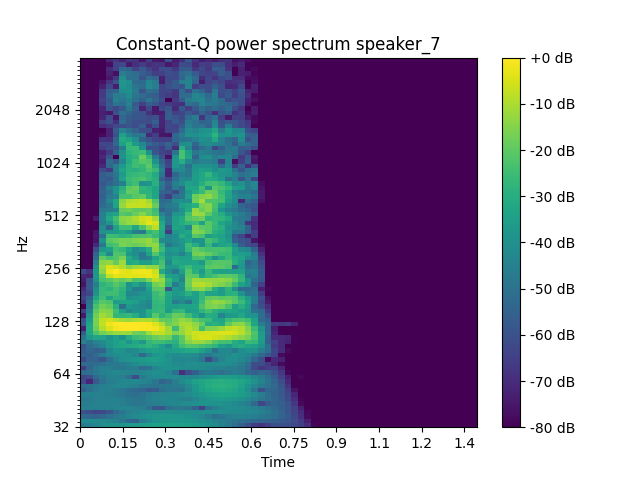 Constant-Q power spectrum speaker_7
Hz
2048
1024
512
256
128
64
32
0 0.15 0.3 0.45 0.6 0.75 0.9 1.1 1.2 1.4
Time
+0 dB
-10 dB
-20 dB
-30 dB
-40 dB
-50 dB
-60 dB
-70 dB
-80 dB